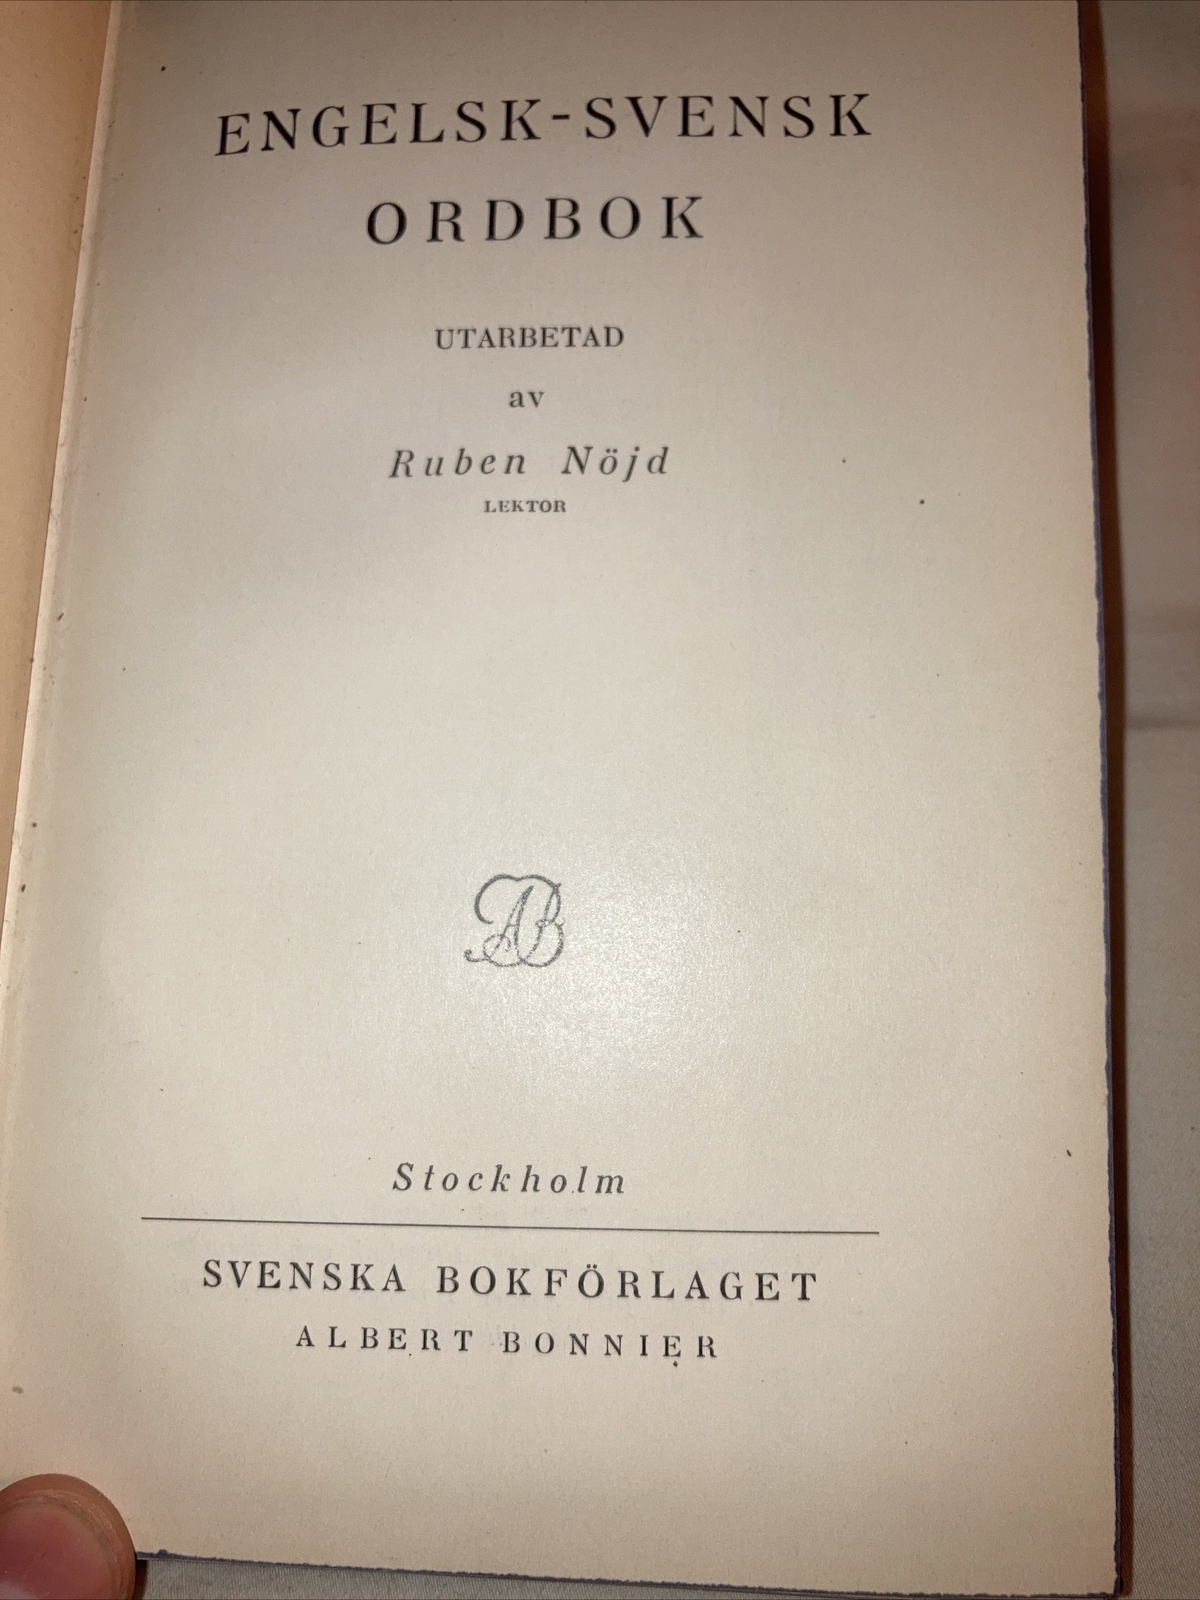 ENGELSK-SVENSK
ORDBOK
UTARBETAD
av
Ruben Nöjd
LEKTOR
AB
Stockholm
SVENSKA BOKFÖRLAGET
ALBERT BONNIER